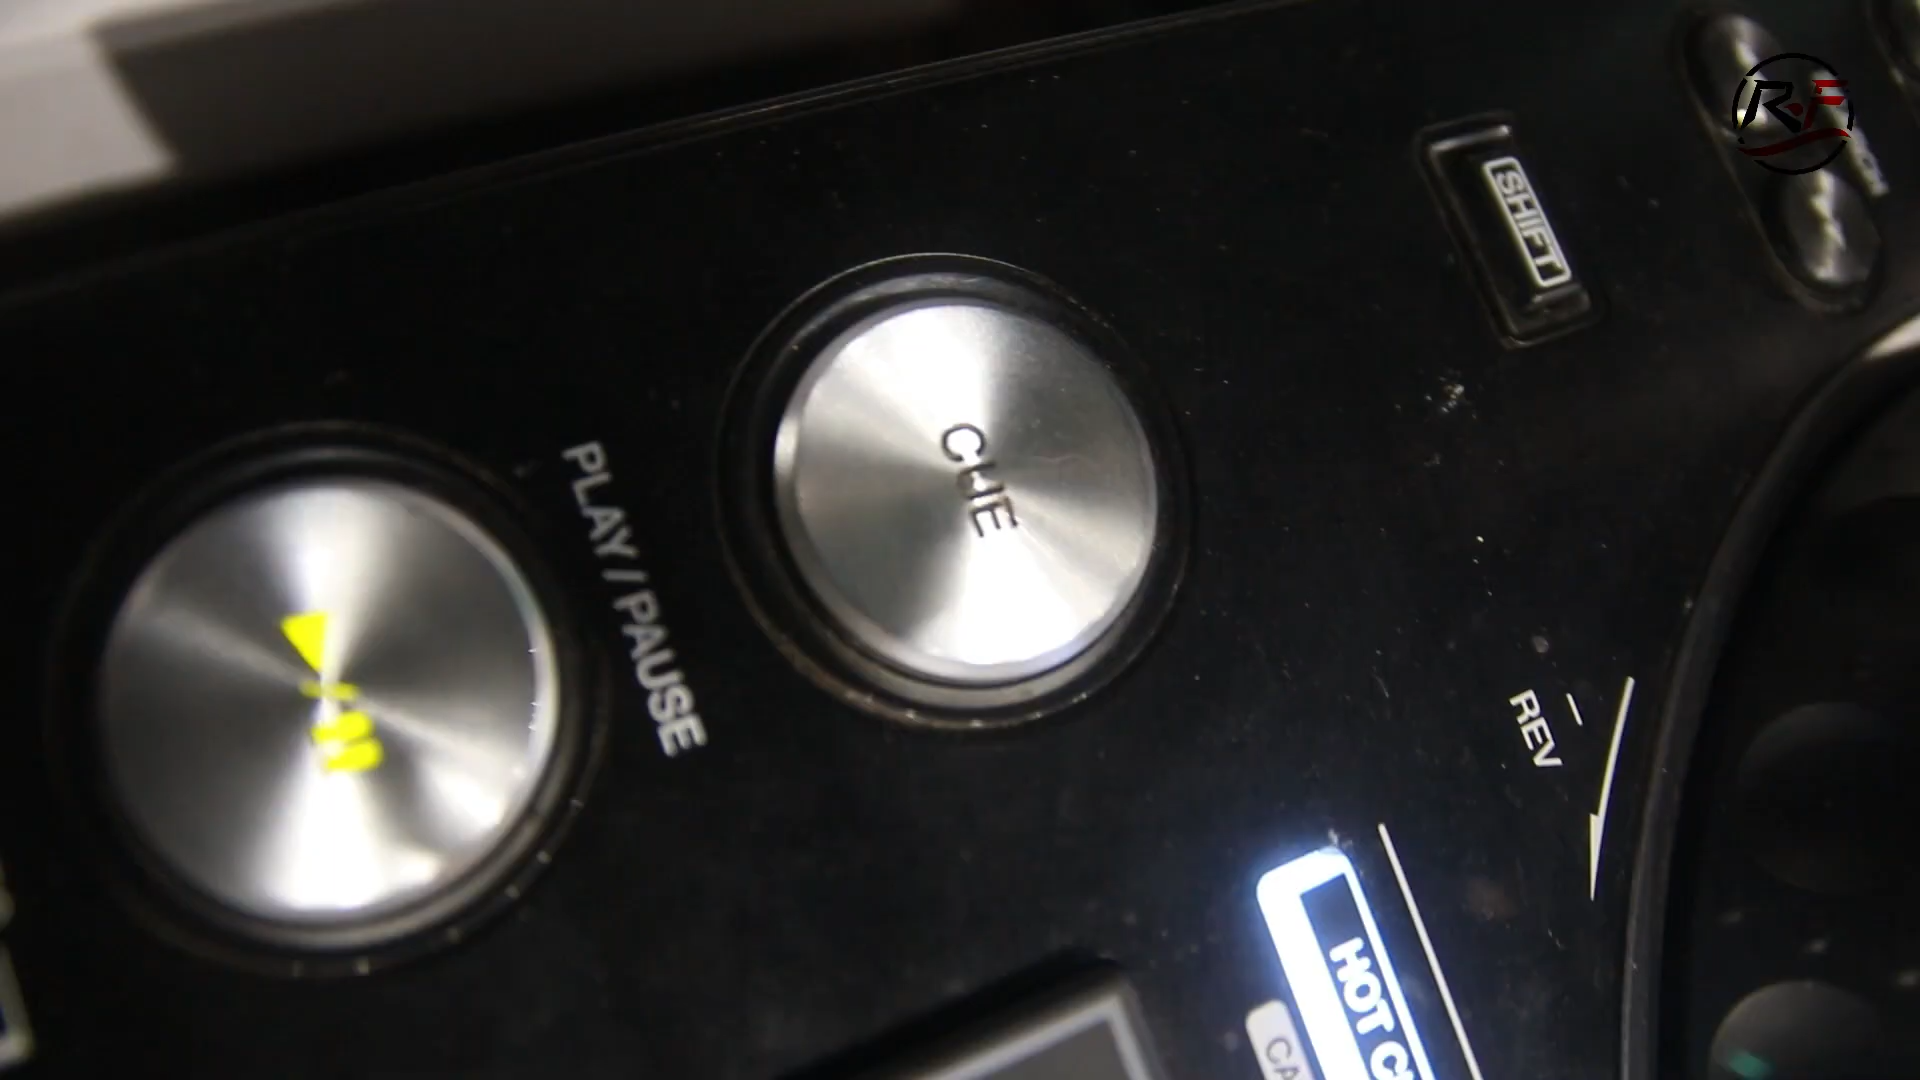 R.F
SHIFT
CUE
PLAY / PAUSE
REV
HOT